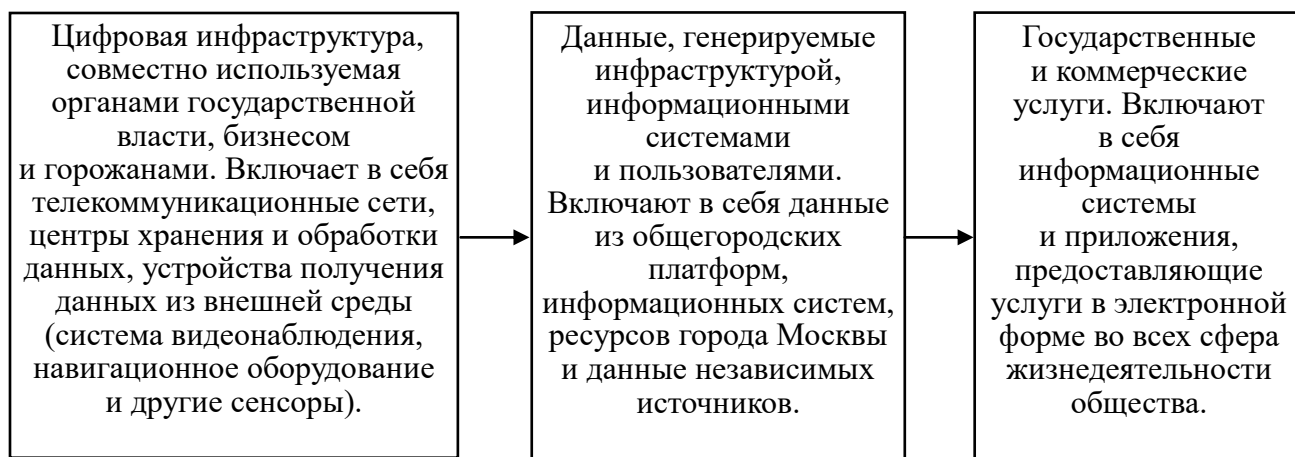 Цифровая инфраструктура,
совместно используемая
органами государственной
власти, бизнесом
и горожанами. Включает в себя
телекоммуникационные сети,
центры хранения и обработки
данных, устройства получения
данных из внешней среды
(система видеонаблюдения,
навигационное оборудование
и другие сенсоры).
Данные, генерируемые
инфраструктурой,
информационными
системами
и пользователями.
Включают в себя данные
из общегородских
платформ,
информационных систем,
ресурсов города Москвы
и данные независимых
источников.
Государственные
и коммерческие
услуги. Включают
в себя
информационные
системы
и приложения,
предоставляющие
услуги в электронной
форме во всех сфера
жизнедеятельности
общества.